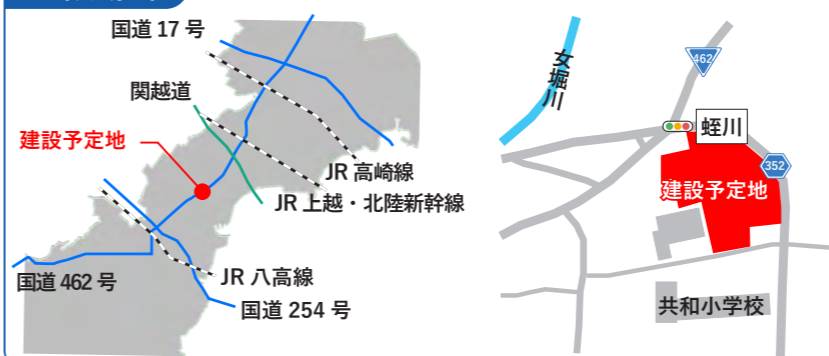 国道 17 号
関越道
建設予定地
JR 高崎線
JR 上越・北陸新幹線
JR 八高線
国道 462 号
国道 254 号
女堀川
462
蛭川
352
建設予定地
共和小学校